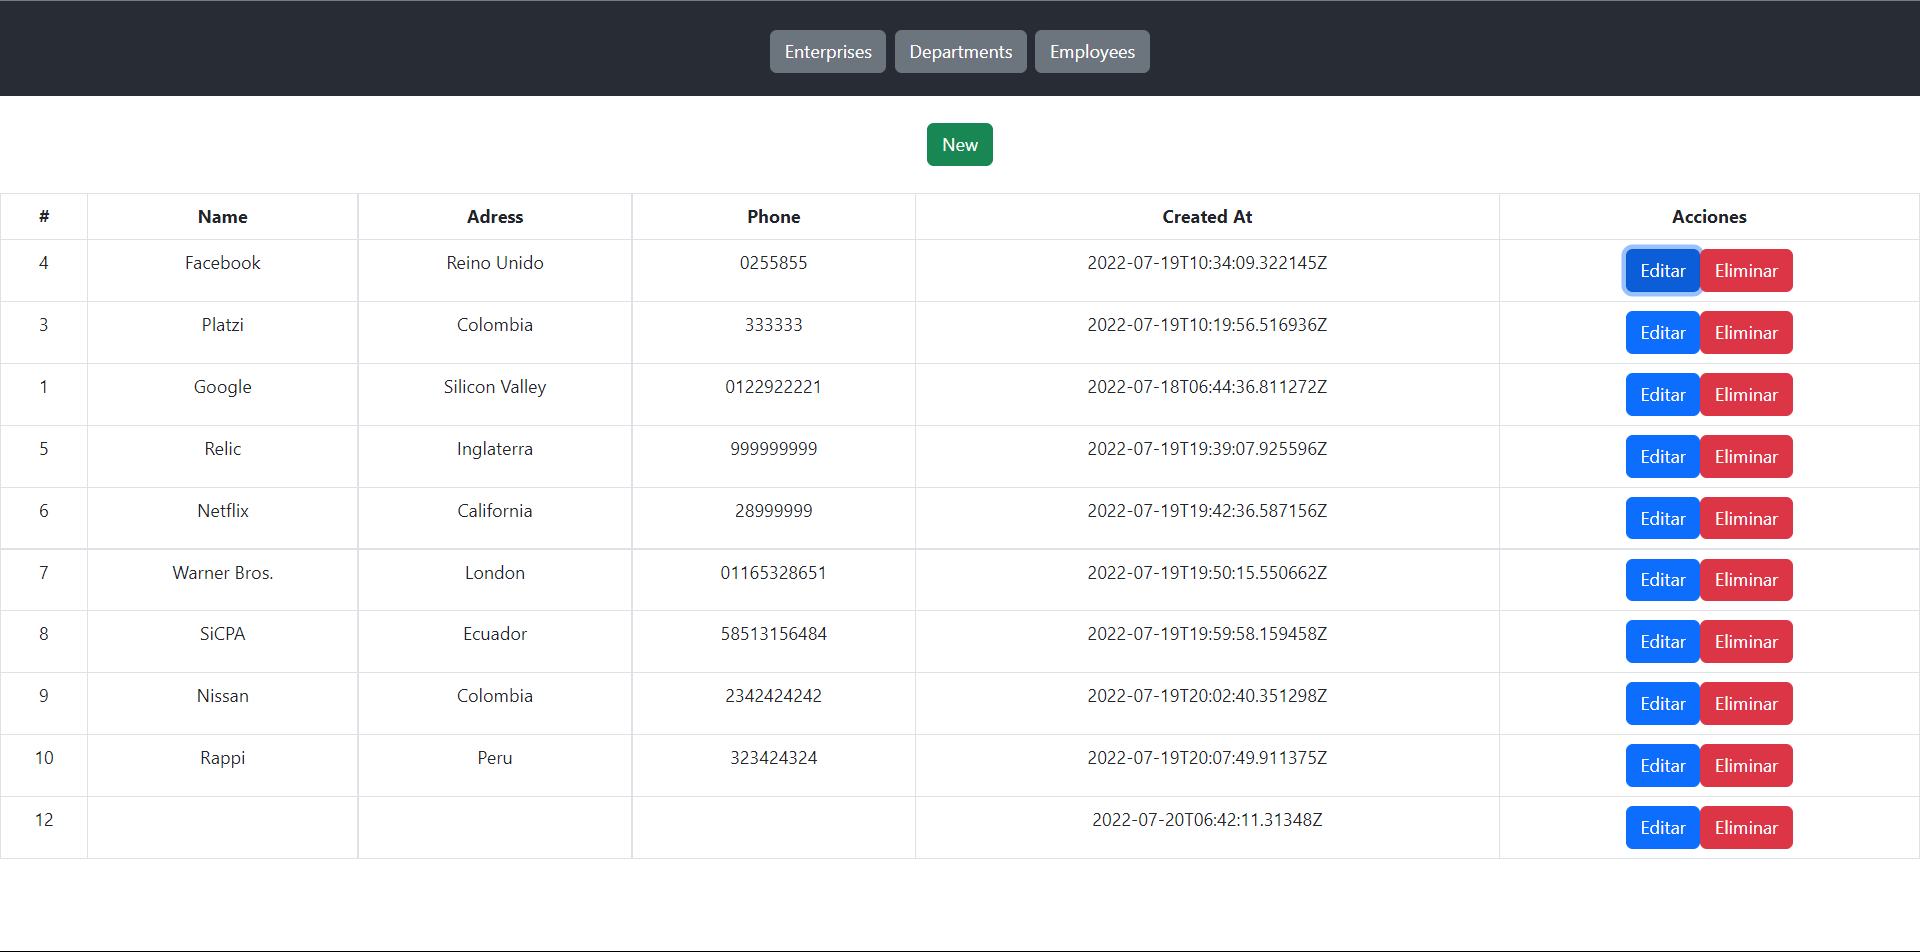 Enterprises Departments Employees
New
# Name Adress Phone Created At Acciones
4 Facebook Reino Unido 0255855 2022-07-19T10:34:09.322145Z Editar Eliminar
3 Platzi Colombia 333333 2022-07-19T10:19:56.516936Z Editar Eliminar
1 Google Silicon Valley 0122922221 2022-07-18T06:44:36.811272Z Editar Eliminar
5 Relic Inglaterra 999999999 2022-07-19T19:39:07.925596Z Editar Eliminar
6 Netflix California 28999999 2022-07-19T19:42:36.587156Z Editar Eliminar
7 Warner Bros. London 01165328651 2022-07-19T19:50:15.550662Z Editar Eliminar
8 SiCPA Ecuador 58513156484 2022-07-19T19:59:58.159458Z Editar Eliminar
9 Nissan Colombia 2342424242 2022-07-19T20:02:40.351298Z Editar Eliminar
10 Rappi Peru 323424324 2022-07-19T20:07:49.911375Z Editar Eliminar
12 2022-07-20T06:42:11.31348Z Editar Eliminar